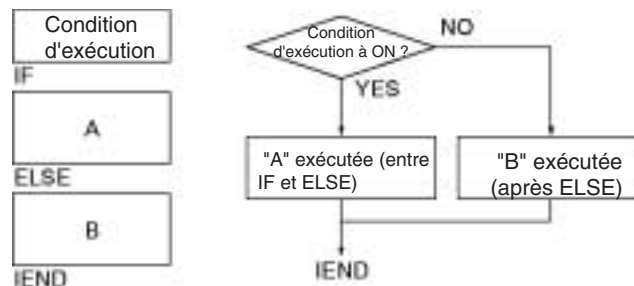 Condition
d'exécution
IF
A
ELSE
B
IEND
Condition
d'exécution à ON ?
NO
YES
"A" exécutée (entre
IF et ELSE)
"B" exécutée
(après ELSE)
IEND